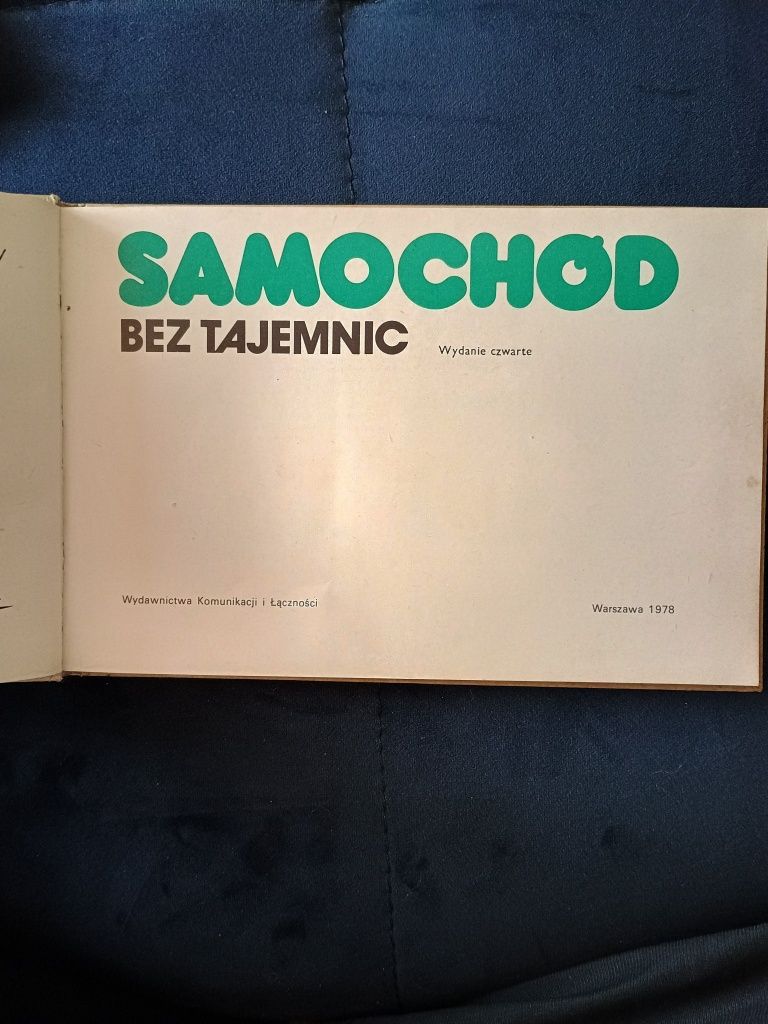 SAMOCHÓD
BEZ TAJEMNIC
Wydanie czwarte
Wydawnictwa Komunikacji i Łączności
Warszawa 1978